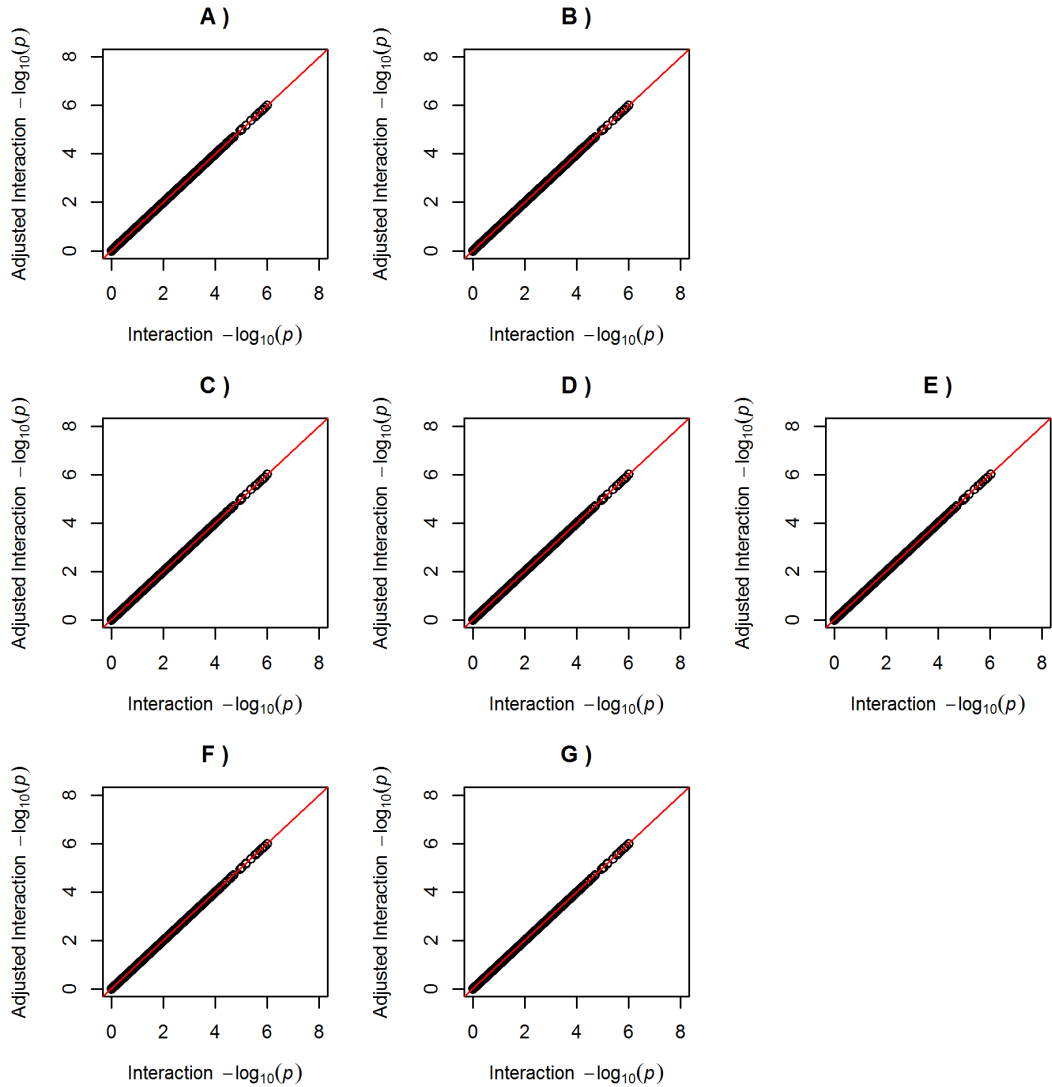 A )
Adjusted Interaction −log₁₀(p)
8
6
4
2
0
0 2 4 6 8
Interaction −log₁₀(p)
B )
Adjusted Interaction −log₁₀(p)
8
6
4
2
0
0 2 4 6 8
Interaction −log₁₀(p)
C )
Adjusted Interaction −log₁₀(p)
8
6
4
2
0
0 2 4 6 8
Interaction −log₁₀(p)
D )
Adjusted Interaction −log₁₀(p)
8
6
4
2
0
0 2 4 6 8
Interaction −log₁₀(p)
E )
Adjusted Interaction −log₁₀(p)
8
6
4
2
0
0 2 4 6 8
Interaction −log₁₀(p)
F )
Adjusted Interaction −log₁₀(p)
8
6
4
2
0
0 2 4 6 8
Interaction −log₁₀(p)
G )
Adjusted Interaction −log₁₀(p)
8
6
4
2
0
0 2 4 6 8
Interaction −log₁₀(p)